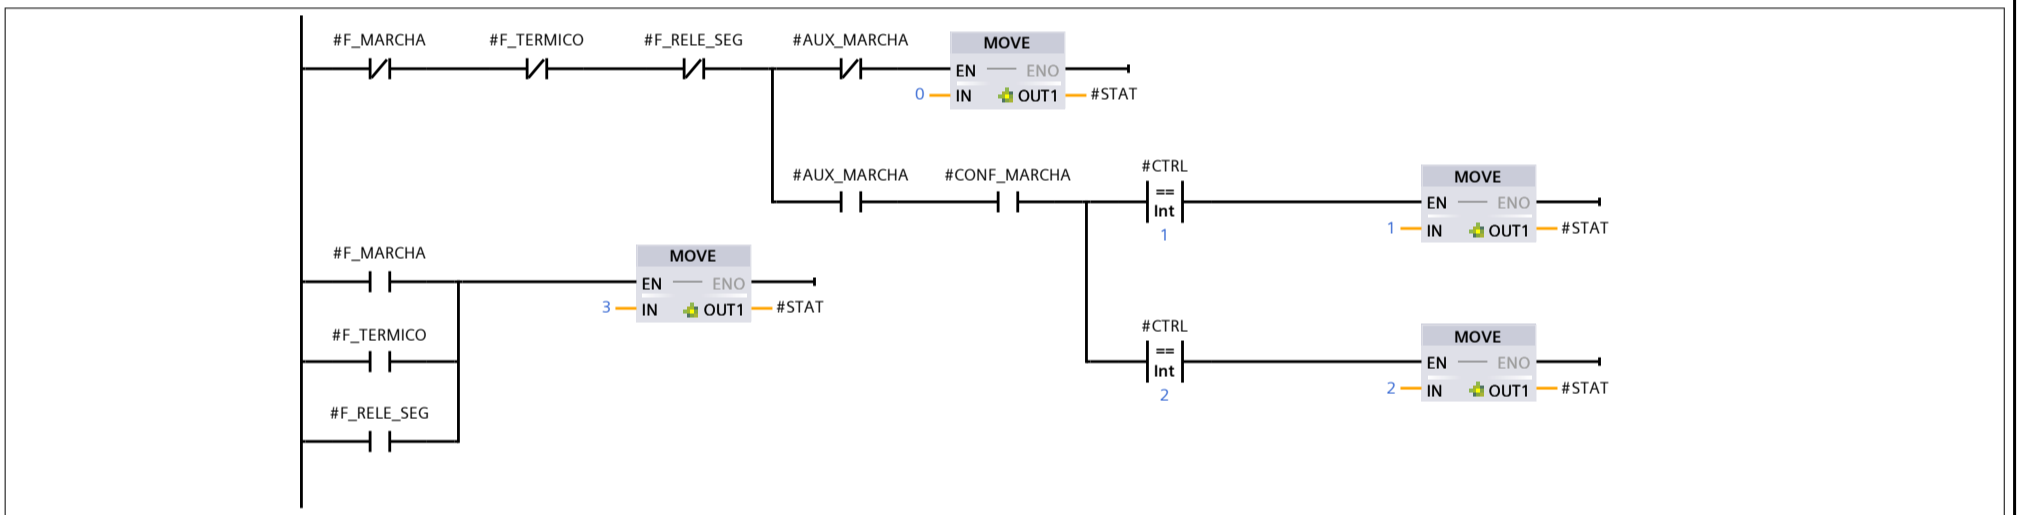 #F_MARCHA #F_TERMICO #F_RELE_SEG #AUX_MARCHA MOVE
EN ENO
0 IN OUT1 #STAT
#AUX_MARCHA #CONF_MARCHA #CTRL MOVE
== Int 1
EN ENO
1 IN OUT1 #STAT
#F_MARCHA MOVE
EN ENO
3 IN OUT1 #STAT
#F_TERMICO
#CTRL MOVE
== Int 2
EN ENO
2 IN OUT1 #STAT
#F_RELE_SEG